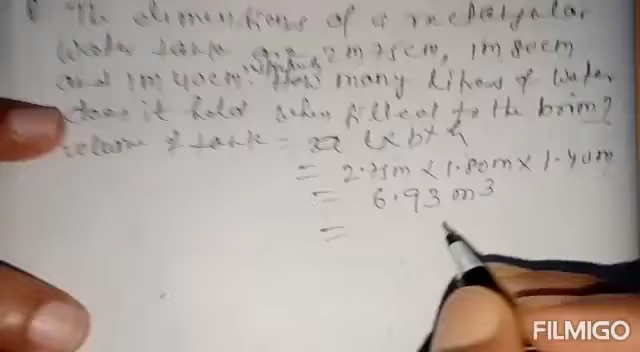 The dimensions of a rectangular
water tank are 2m 75cm, 1m 80cm
and 1m 40cm respectively. How many litres of water
does it hold when filled to the brim?
volume of tank = l×b×h
= 2.75m × 1.80m × 1.40m
= 6.93 m³
=
FILMIGO